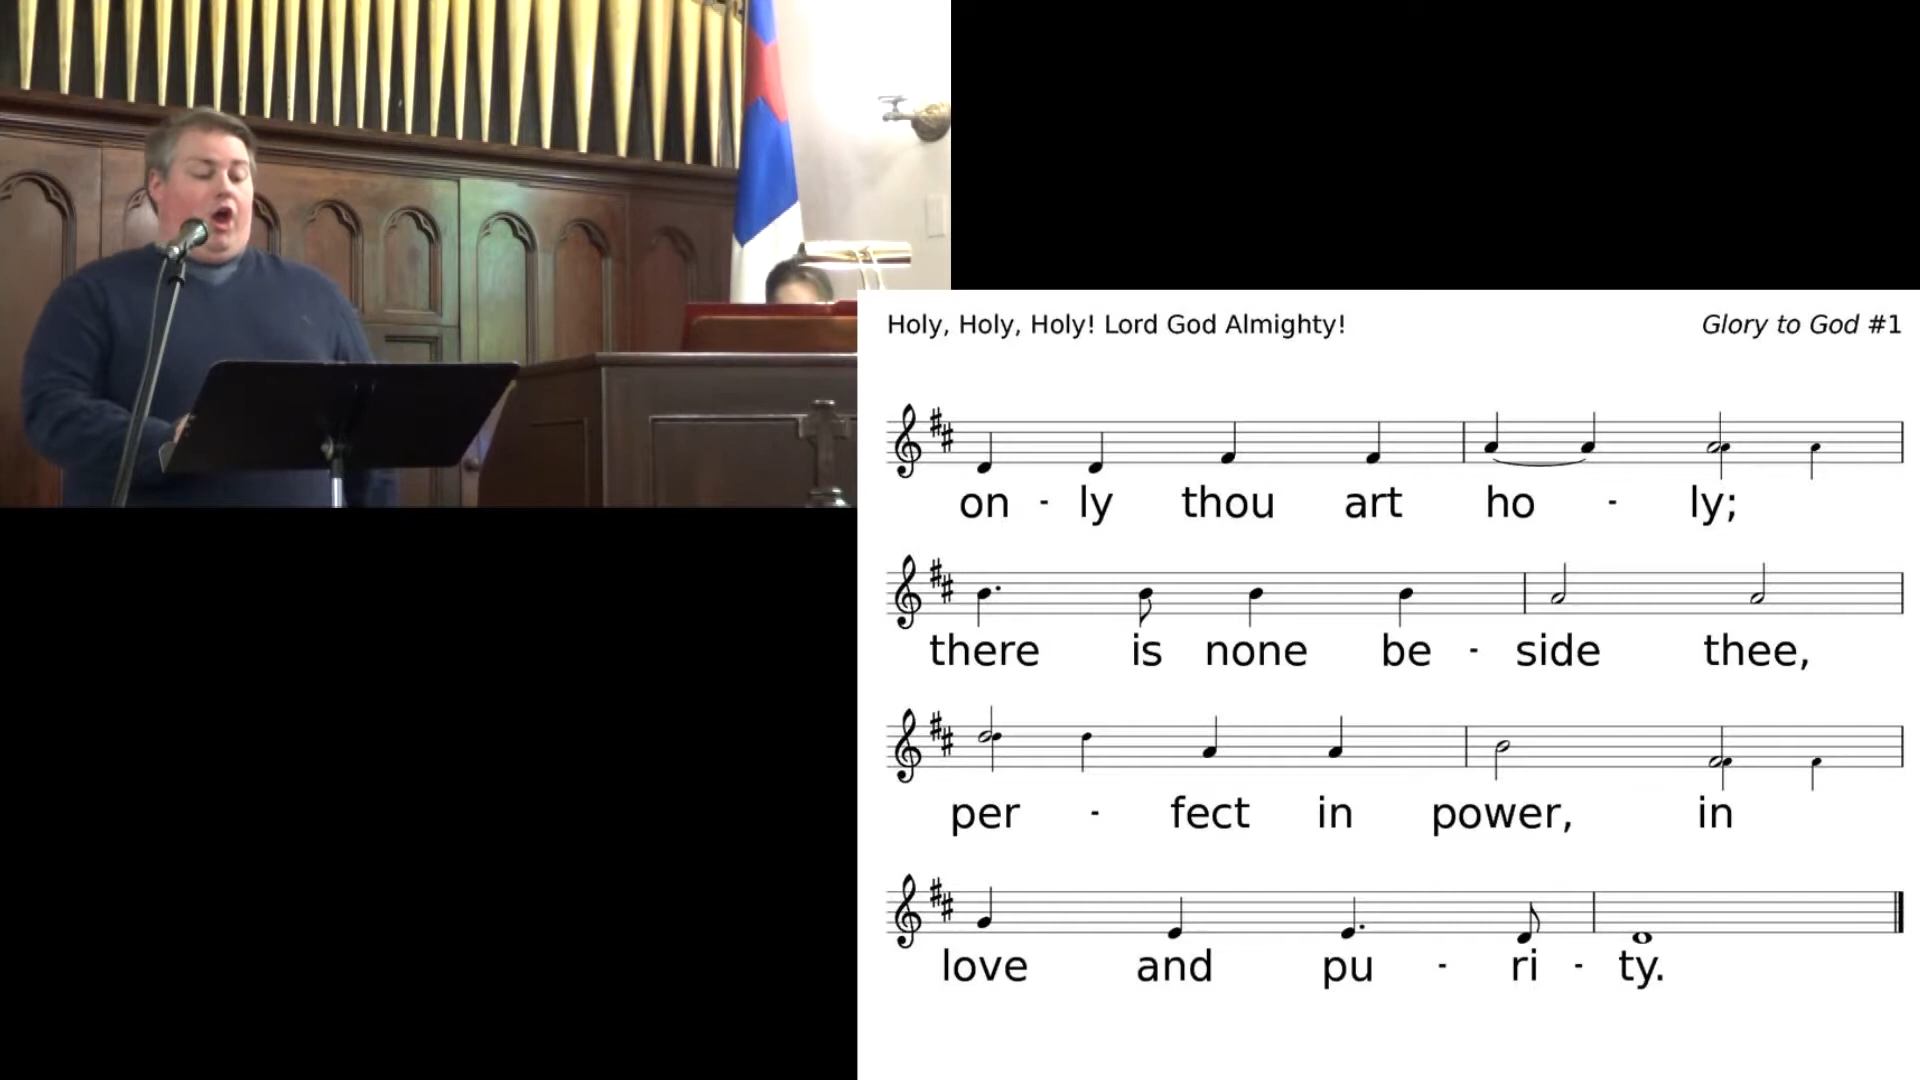 Holy, Holy, Holy! Lord God Almighty! Glory to God #1
on - ly thou art ho - ly;
there is none be - side thee,
per - fect in power, in
love and pu - ri - ty.